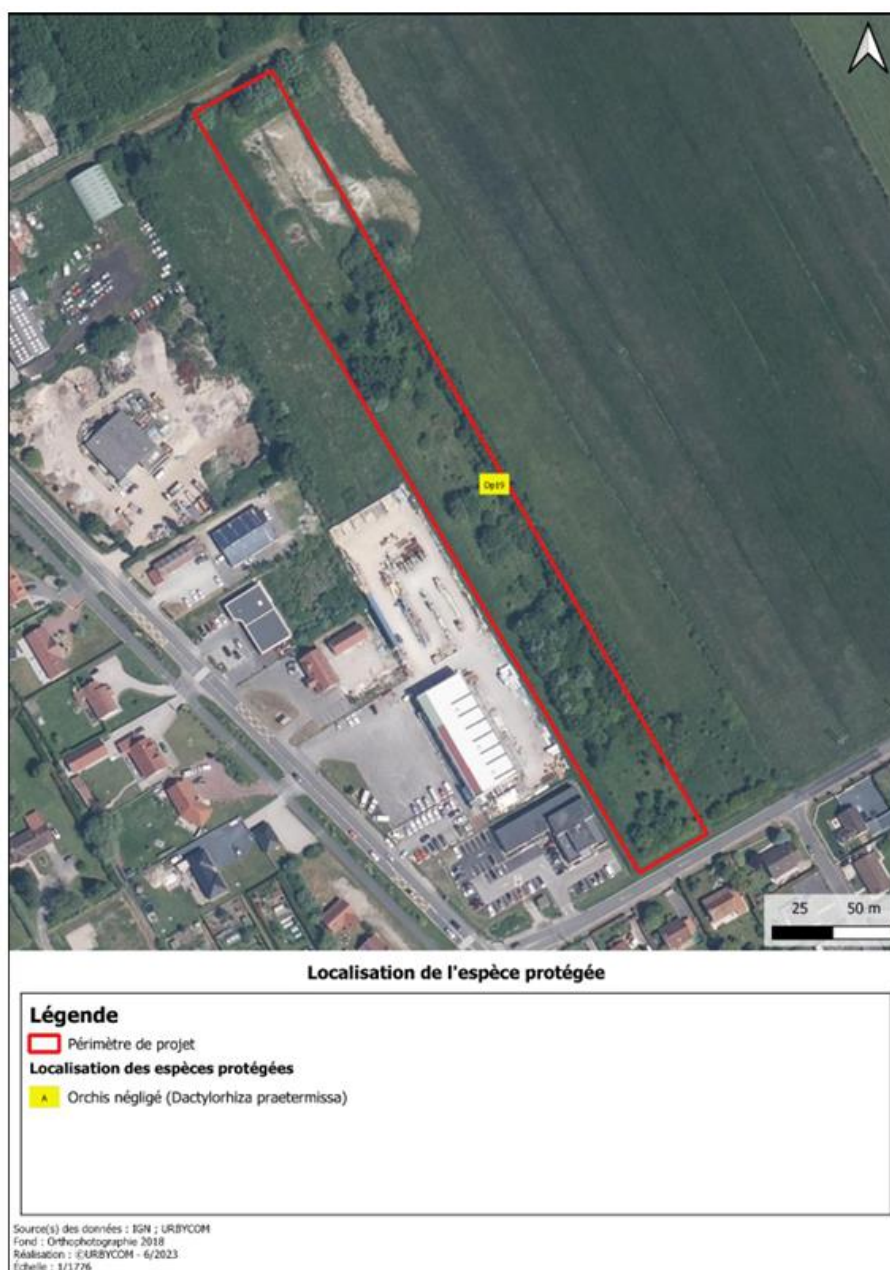 Dp19
25 50 m
Localisation de l'espèce protégée
Légende
Périmètre de projet
Localisation des espèces protégées
A Orchis négligé (Dactylorhiza praetermissa)
Source(s) des données : IGN ; URBYCOM
Fond : Orthophotographie 2018
Réalisation : ©URBYCOM - 6/2023
Échelle : 1/1776